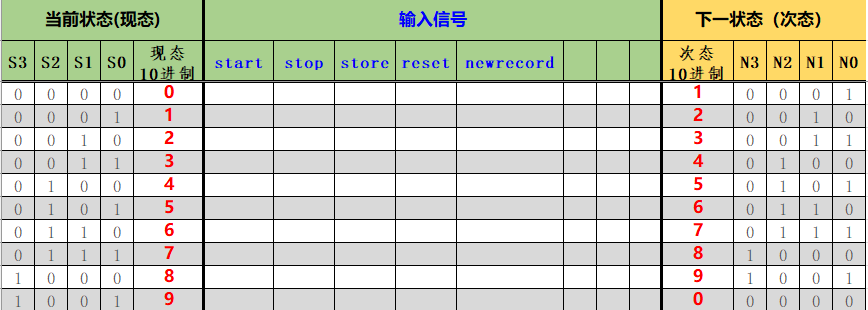 当前状态(现态) 输入信号 下一状态（次态）
S3 S2 S1 S0 现态10进制 start stop store reset newrecord 次态10进制 N3 N2 N1 N0
0 0 0 0 0 1 0 0 0 1
0 0 0 1 1 2 0 0 1 0
0 0 1 0 2 3 0 0 1 1
0 0 1 1 3 4 0 1 0 0
0 1 0 0 4 5 0 1 0 1
0 1 0 1 5 6 0 1 1 0
0 1 1 0 6 7 0 1 1 1
0 1 1 1 7 8 1 0 0 0
1 0 0 0 8 9 1 0 0 1
1 0 0 1 9 0 0 0 0 0